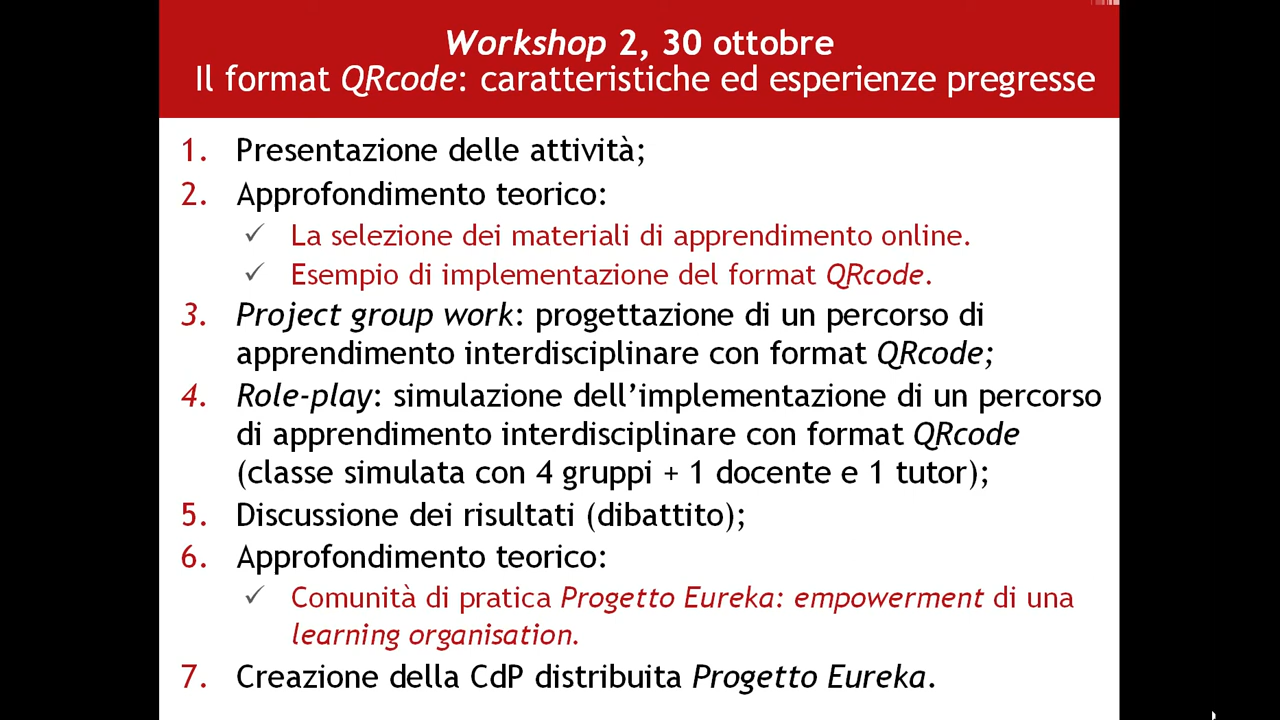 Workshop 2, 30 ottobre
Il format QRcode: caratteristiche ed esperienze pregresse
1. Presentazione delle attività;
2. Approfondimento teorico:
✓ La selezione dei materiali di apprendimento online.
✓ Esempio di implementazione del format QRcode.
3. Project group work: progettazione di un percorso di
apprendimento interdisciplinare con format QRcode;
4. Role-play: simulazione dell’implementazione di un percorso
di apprendimento interdisciplinare con format QRcode
(classe simulata con 4 gruppi + 1 docente e 1 tutor);
5. Discussione dei risultati (dibattito);
6. Approfondimento teorico:
✓ Comunità di pratica Progetto Eureka: empowerment di una
learning organisation.
7. Creazione della CdP distribuita Progetto Eureka.